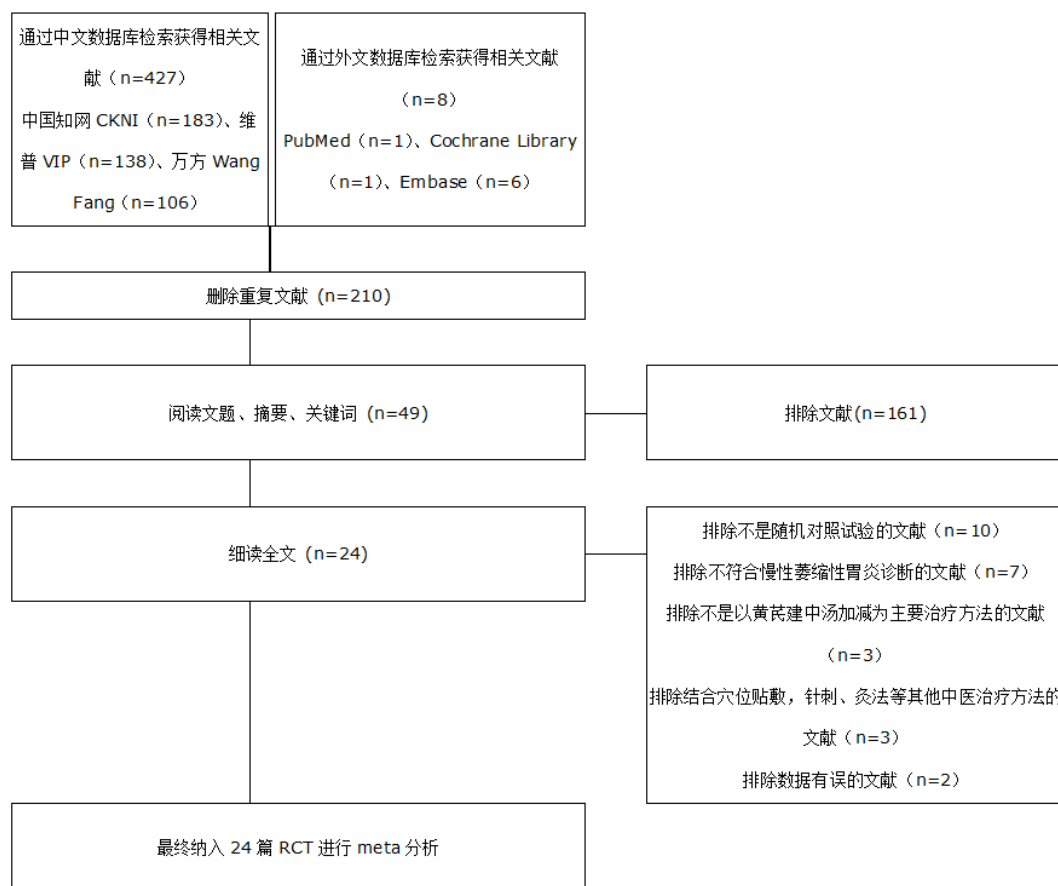 通过中文数据库检索获得相关文
献（n=427）
中国知网 CKNI（n=183）、维
普 VIP（n=138）、万方 Wang
Fang（n=106）
通过外文数据库检索获得相关文献
（n=8）
PubMed（n=1）、Cochrane Library
（n=1）、Embase（n=6）
删除重复文献 (n=210)
阅读文题、摘要、关键词 (n=49)
排除文献(n=161)
细读全文 (n=24)
排除不是随机对照试验的文献（n=10）
排除不符合慢性萎缩性胃炎诊断的文献（n=7）
排除不是以黄芪建中汤加减为主要治疗方法的文献
（n=3）
排除结合穴位贴敷，针刺、灸法等其他中医治疗方法的
文献（n=3）
排除数据有误的文献（n=2）
最终纳入 24 篇 RCT 进行 meta 分析